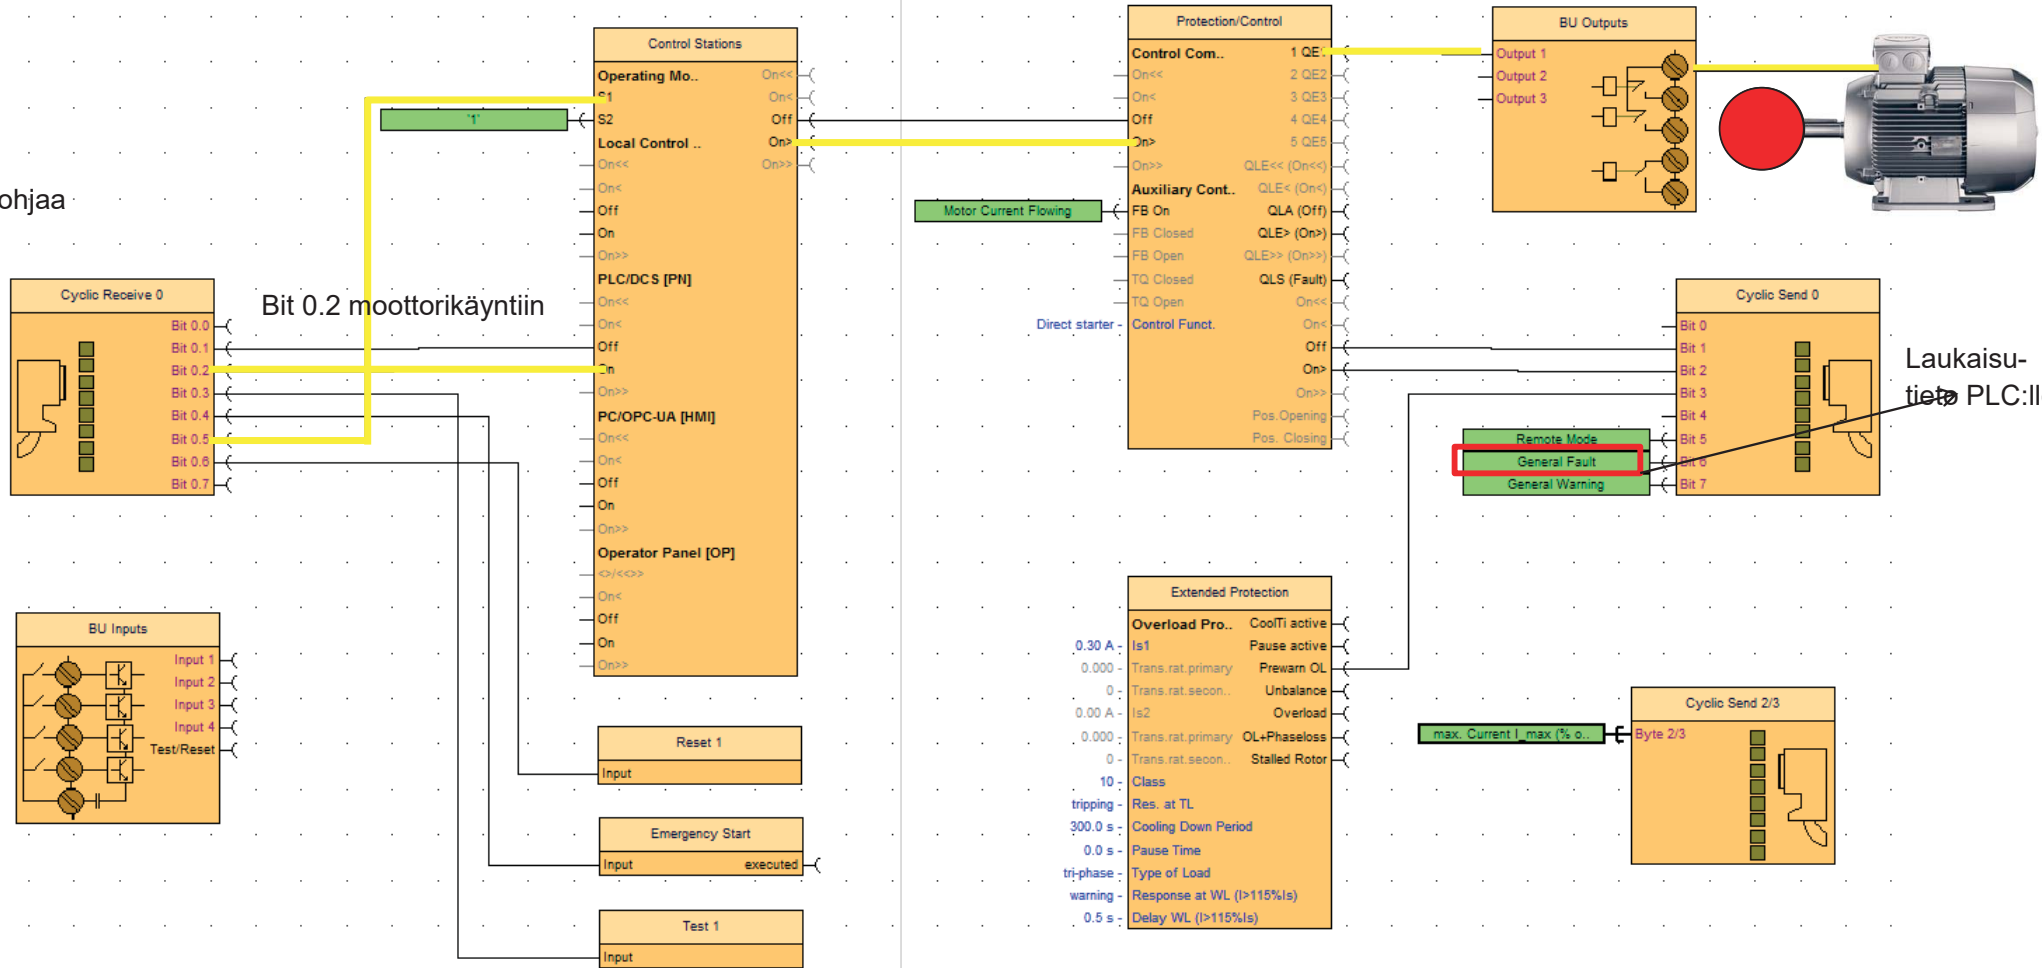 ohjaa
Cyclic Receive 0
Bit 0.0
Bit 0.1
Bit 0.2
Bit 0.3
Bit 0.4
Bit 0.5
Bit 0.6
Bit 0.7
Bit 0.2 moottorikäyntiin
BU Inputs
Input 1
Input 2
Input 3
Input 4
Test/Reset
'1'
Control Stations
Operating Mo.. On<<
S1 On<
S2 Off
Local Control .. On>
On<< On>>
On<
Off
On
On>>
PLC/DCS [PN]
On<<
On<
Off
On
On>>
PC/OPC-UA [HMI]
On<<
On<
Off
On
On>>
Operator Panel [OP]
<>/<<>>
On<
Off
On
On>>
Reset 1
Input
Emergency Start
Input executed
Test 1
Input
Motor Current Flowing
Direct starter -
Protection/Control
Control Com.. 1 QE1
On<< 2 QE2
On< 3 QE3
Off 4 QE4
On> 5 QE5
On>> QLE<< (On<<)
Auxiliary Cont.. QLE< (On<)
FB On QLA (Off)
FB Closed QLE> (On>)
FB Open QLE>> (On>>)
TQ Closed QLS (Fault)
TQ Open On<<
Control Funct. On<
Off
On>
On>>
Pos.Opening
Pos. Closing
Extended Protection
Overload Pro.. CoolTi active
0.30 A - Is1 Pause active
0.000 - Trans.rat.primary Prewarn OL
0 - Trans.rat.secon.. Unbalance
0.00 A - Is2 Overload
0.000 - Trans.rat.primary OL+Phaseloss
0 - Trans.rat.secon.. Stalled Rotor
10 - Class
tripping - Res. at TL
300.0 s - Cooling Down Period
0.0 s - Pause Time
tri-phase - Type of Load
warning - Response at WL (I>115%Is)
0.5 s - Delay WL (I>115%Is)
BU Outputs
Output 1
Output 2
Output 3
Cyclic Send 0
Bit 0
Bit 1
Bit 2
Bit 3
Bit 4
Remote Mode Bit 5
General Fault Bit 6
General Warning Bit 7
Laukaisu-
tieto PLC:ll
Cyclic Send 2/3
max. Current I_max (% o.. Byte 2/3